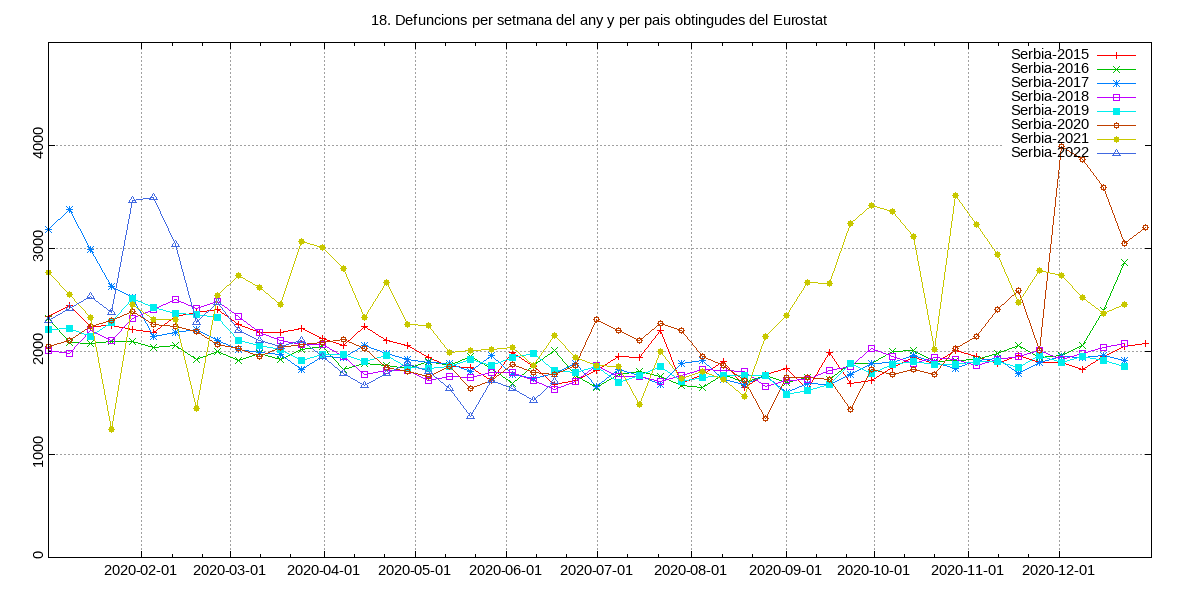 18. Defuncions per setmana del any y per pais obtingudes del Eurostat
Serbia-2015
Serbia-2016
Serbia-2017
Serbia-2018
Serbia-2019
Serbia-2020
Serbia-2021
Serbia-2022
4000
3000
2000
1000
0
2020-02-01 2020-03-01 2020-04-01 2020-05-01 2020-06-01 2020-07-01 2020-08-01 2020-09-01 2020-10-01 2020-11-01 2020-12-01